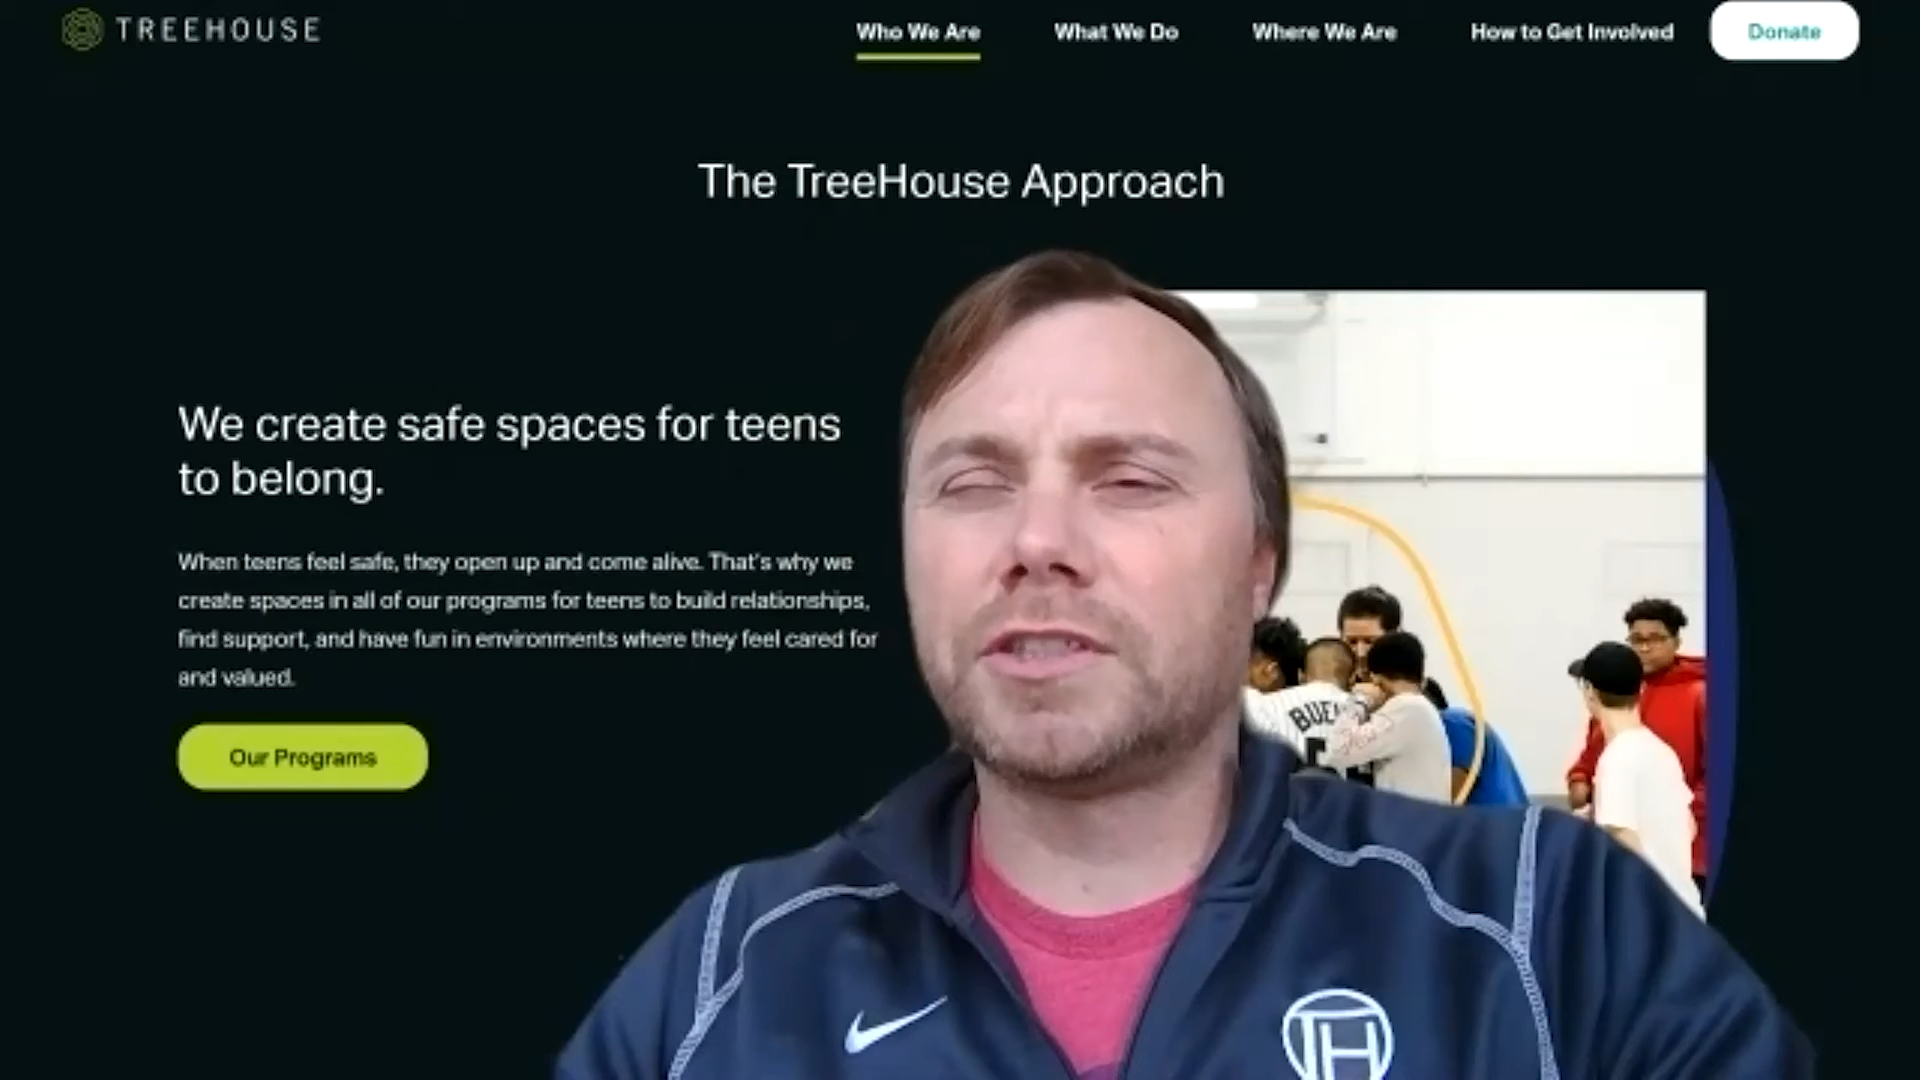 TREEHOUSE
Who We Are
What We Do
Where We Are
How to Get Involved
Donate
The TreeHouse Approach
We create safe spaces for teens
to belong.
When teens feel safe, they open up and come alive. That's why we
create spaces in all of our programs for teens to build relationships,
find support, and have fun in environments where they feel cared for
and valued.
Our Programs
TH